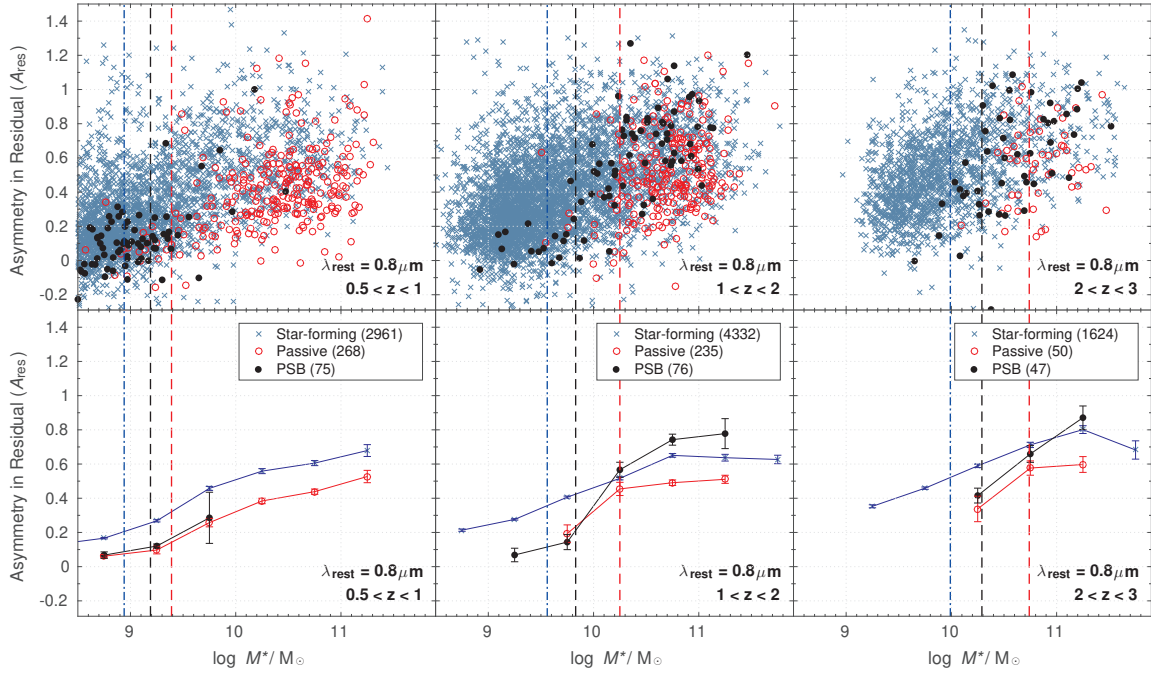 Asymmetry in Residual (A_res)
1.4
1.2
1
0.8
0.6
0.4
0.2
0
-0.2
λ_rest = 0.8μm
0.5 < z < 1
λ_rest = 0.8μm
1 < z < 2
λ_rest = 0.8μm
2 < z < 3
Asymmetry in Residual (A_res)
1.4
1.2
1
0.8
0.6
0.4
0.2
0
-0.2
Star-forming (2961)
Passive (268)
PSB (75)
λ_rest = 0.8μm
0.5 < z < 1
Star-forming (4332)
Passive (235)
PSB (76)
λ_rest = 0.8μm
1 < z < 2
Star-forming (1624)
Passive (50)
PSB (47)
λ_rest = 0.8μm
2 < z < 3
9 10 11
9 10 11
9 10 11
log M*/ M⊙
log M*/ M⊙
log M*/ M⊙